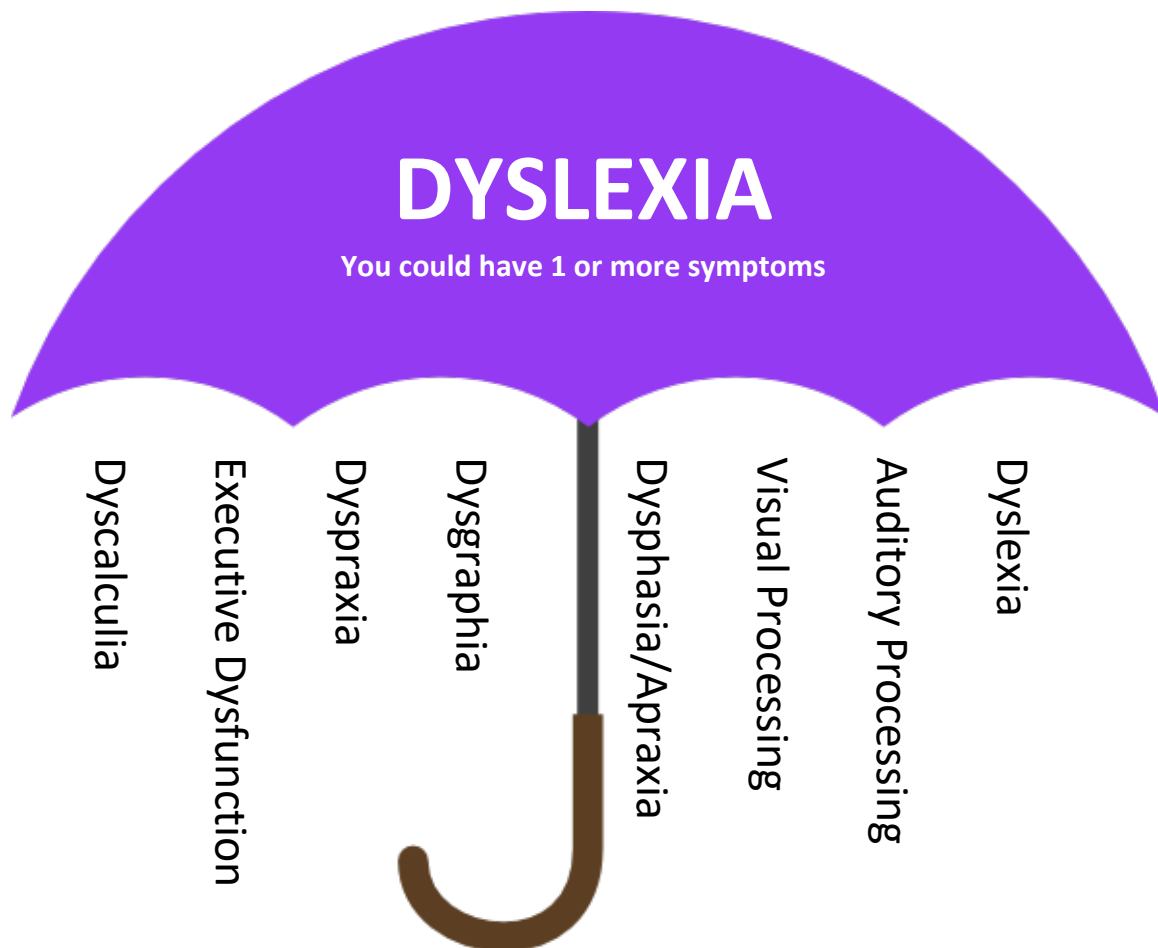 DYSLEXIA
You could have 1 or more symptoms
Dyscalculia
Executive Dysfunction
Dyspraxia
Dysgraphia
Dysphasia/Apraxia
Visual Processing
Auditory Processing
Dyslexia